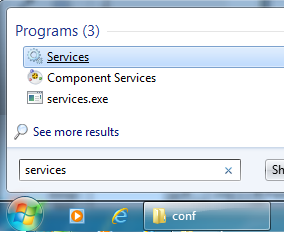 Programs (3)
Services
Component Services
services.exe
See more results
services
Sh
conf